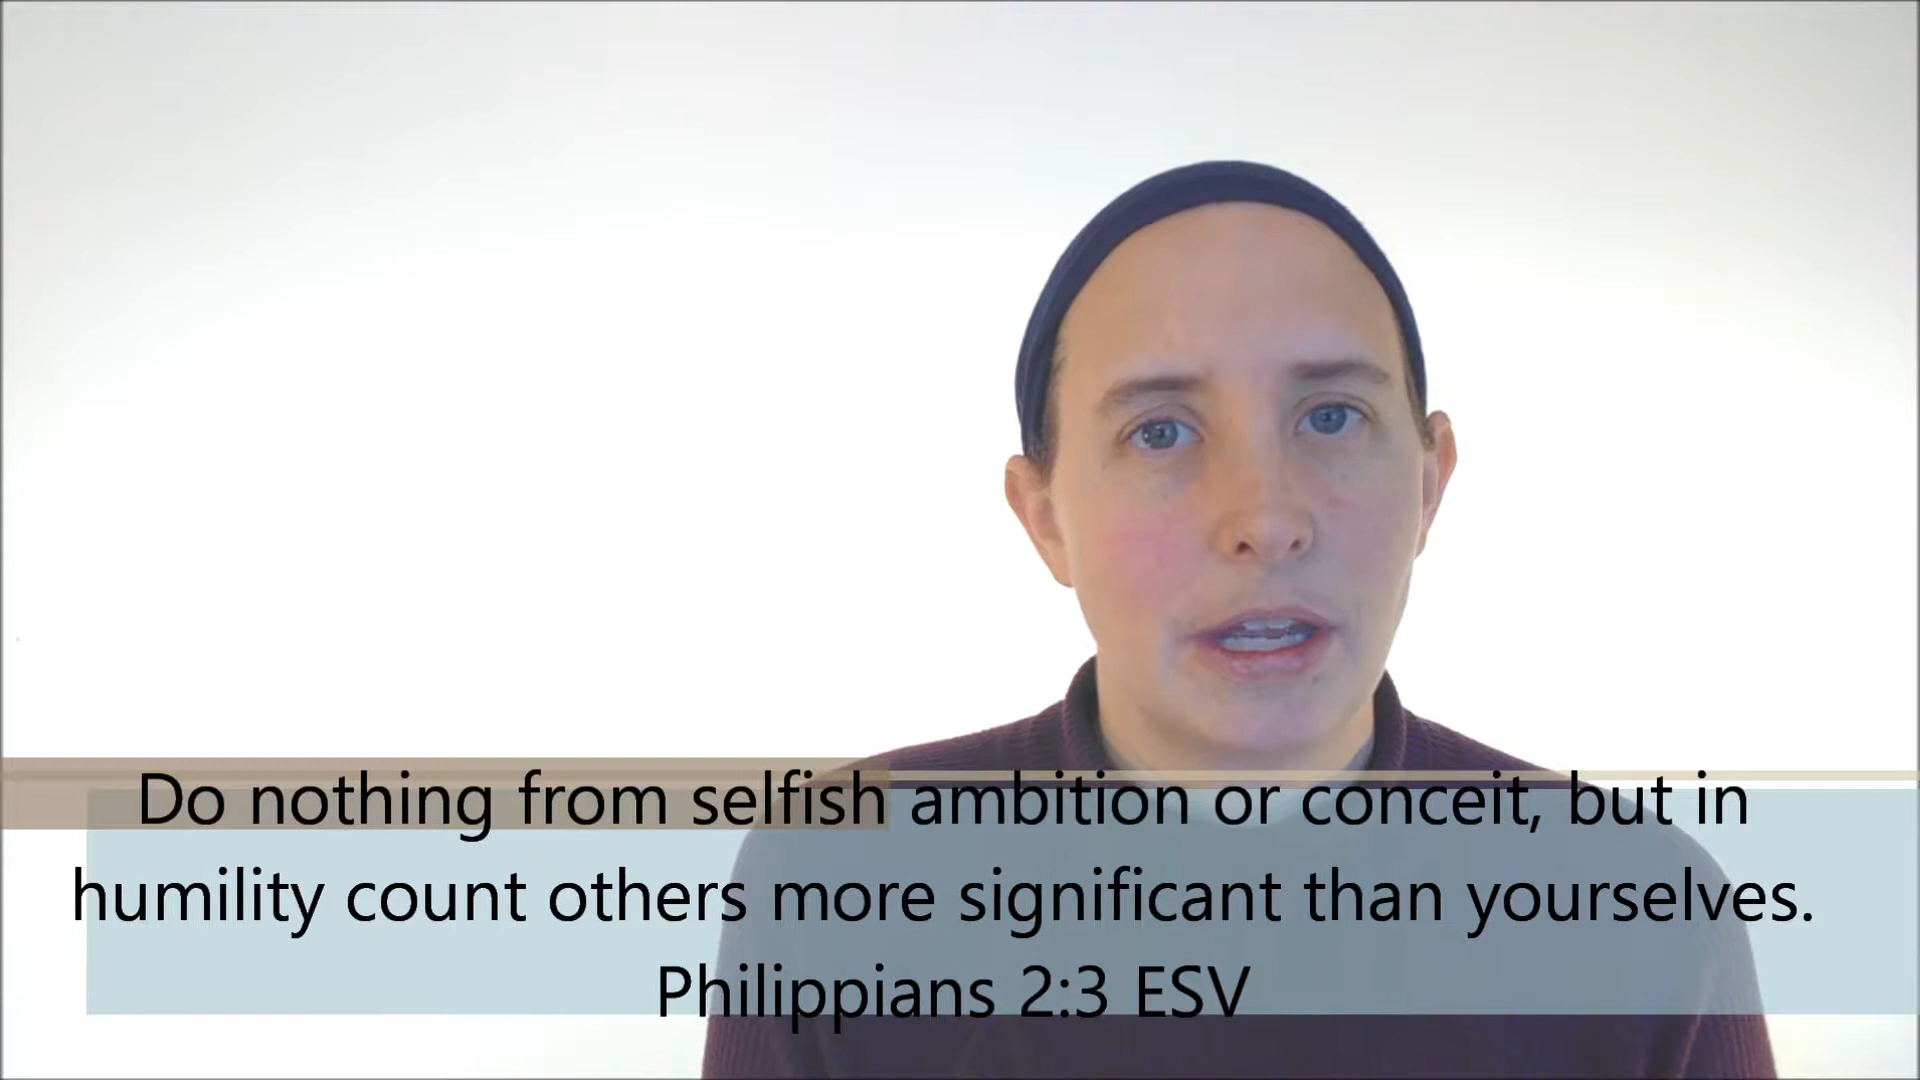 Do nothing from selfish ambition or conceit, but in
humility count others more significant than yourselves.
Philippians 2:3 ESV